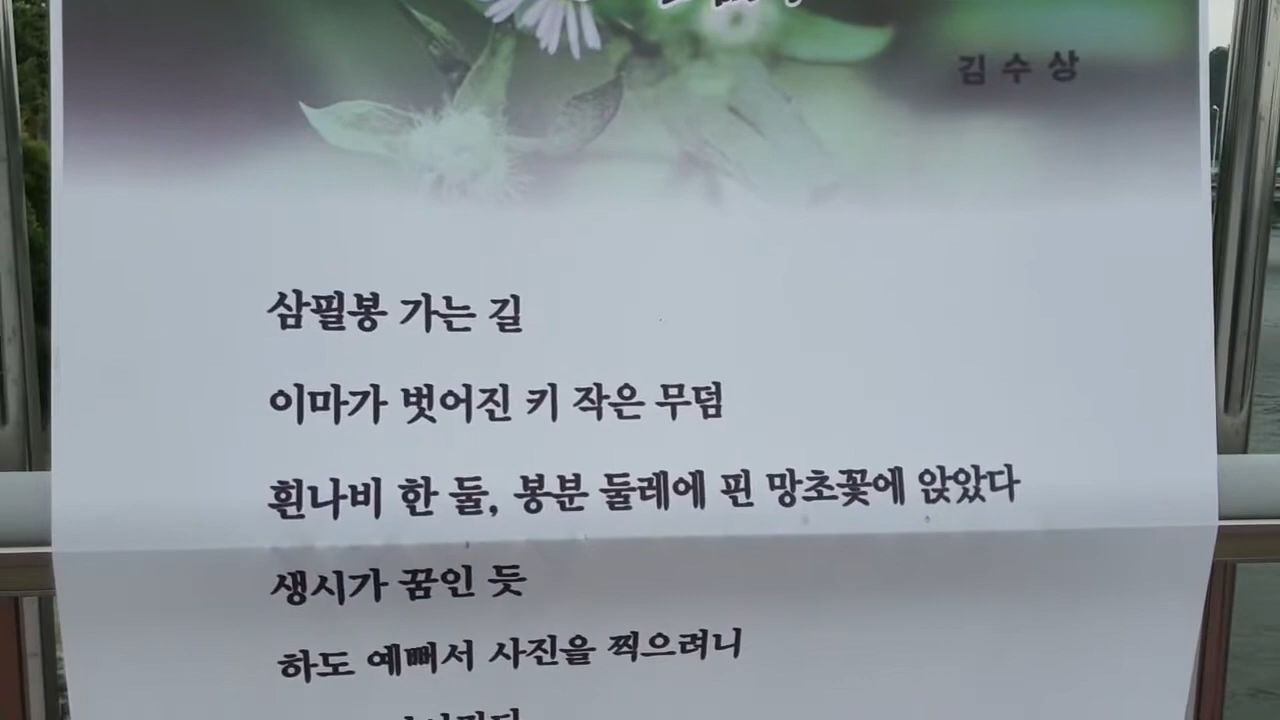 김수상
삼필봉 가는 길
이마가 벗어진 키 작은 무덤
흰나비 한 둘, 봉분 둘레에 핀 망초꽃에 앉았다
생시가 꿈인 듯
하도 예뻐서 사진을 찍으려니